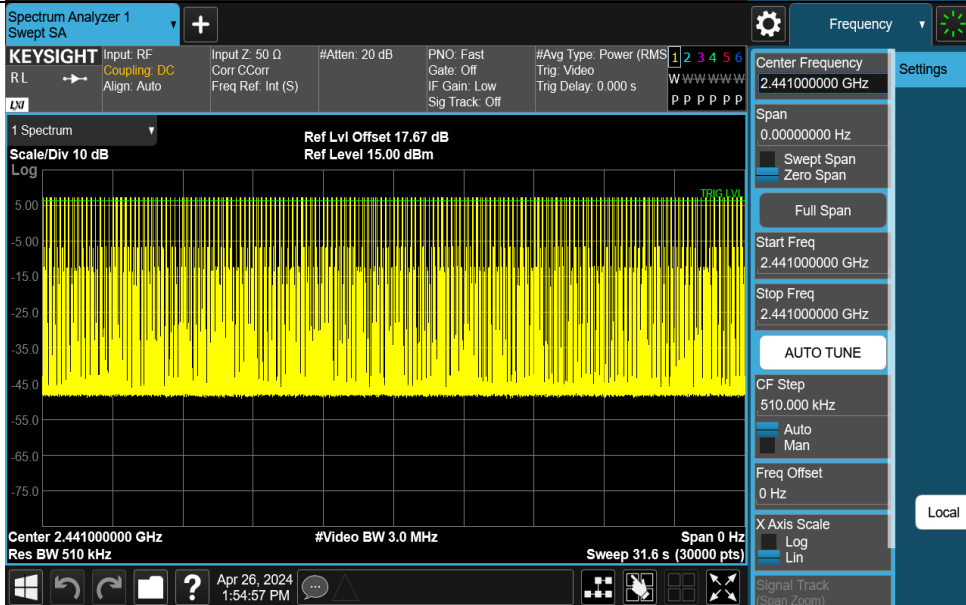 Spectrum Analyzer 1
Swept SA
+
Frequency
KEYSIGHT
RL
LXI
Input: RF
Coupling: DC
Align: Auto
Input Z: 50 Ω
Corr CCorr
Freq Ref: Int (S)
#Atten: 20 dB
PNO: Fast
Gate: Off
IF Gain: Low
Sig Track: Off
#Avg Type: Power (RMS
Trig: Video
Trig Delay: 0.000 s
1 2 3 4 5 6
W W W W W W
P P P P P P
1 Spectrum
Scale/Div 10 dB
Log
Ref Lvl Offset 17.67 dB
Ref Level 15.00 dBm
TRIG LVL
5.00
-5.00
-15.0
-25.0
-35.0
-45.0
-55.0
-65.0
-75.0
Center 2.441000000 GHz
Res BW 510 kHz
#Video BW 3.0 MHz
Span 0 Hz
Sweep 31.6 s (30000 pts)
?
Apr 26, 2024
1:54:57 PM
Center Frequency
2.441000000 GHz
Span
0.00000000 Hz
Swept Span
Zero Span
Full Span
Start Freq
2.441000000 GHz
Stop Freq
2.441000000 GHz
AUTO TUNE
CF Step
510.000 kHz
Auto
Man
Freq Offset
0 Hz
X Axis Scale
Log
Lin
Signal Track
(Span Zoom)
Settings
Local